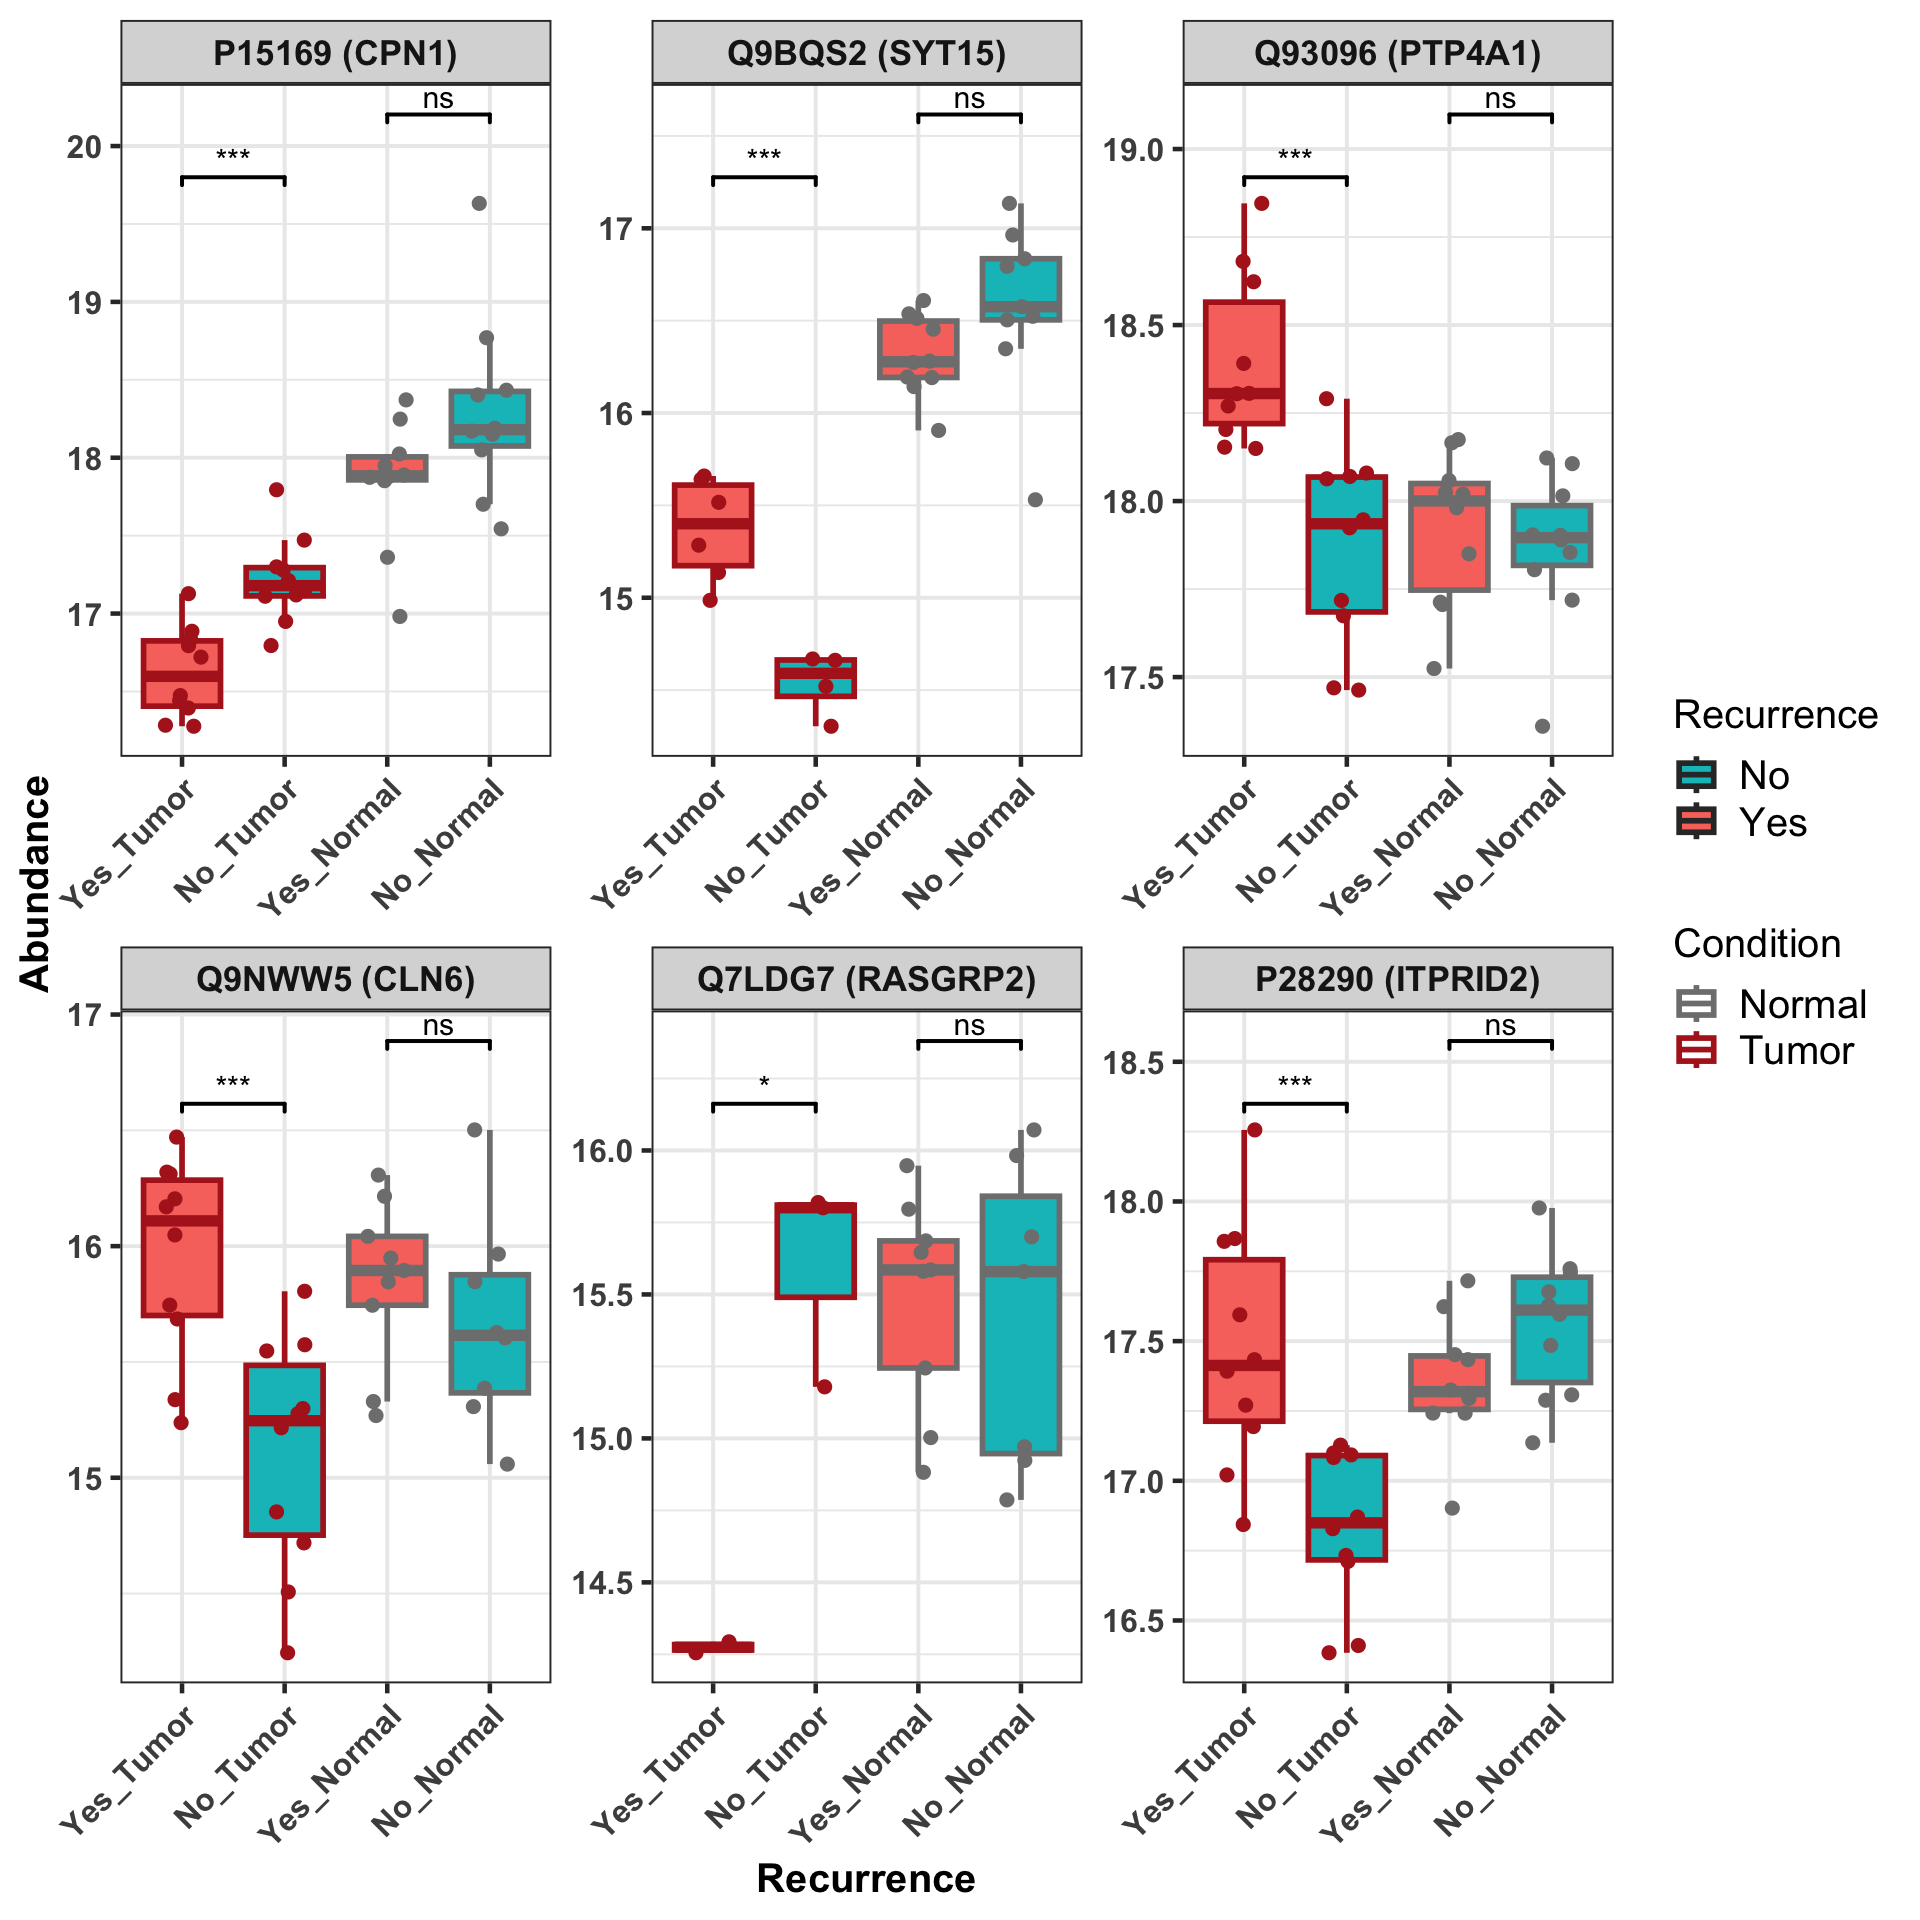 P15169 (CPN1)
Q9BQS2 (SYT15)
Q93096 (PTP4A1)
20
19
18
17
***
ns
17
16
15
***
ns
19.0
18.5
18.0
17.5
***
ns
Yes_Tumor
No_Tumor
Yes_Normal
No_Normal
Yes_Tumor
No_Tumor
Yes_Normal
No_Normal
Yes_Tumor
No_Tumor
Yes_Normal
No_Normal
Abundance
Q9NWW5 (CLN6)
Q7LDG7 (RASGRP2)
P28290 (ITPRID2)
17
16
15
***
ns
16.0
15.5
15.0
14.5
*
ns
18.5
18.0
17.5
17.0
16.5
***
ns
Yes_Tumor
No_Tumor
Yes_Normal
No_Normal
Yes_Tumor
No_Tumor
Yes_Normal
No_Normal
Yes_Tumor
No_Tumor
Yes_Normal
No_Normal
Recurrence
Recurrence
No
Yes
Condition
Normal
Tumor